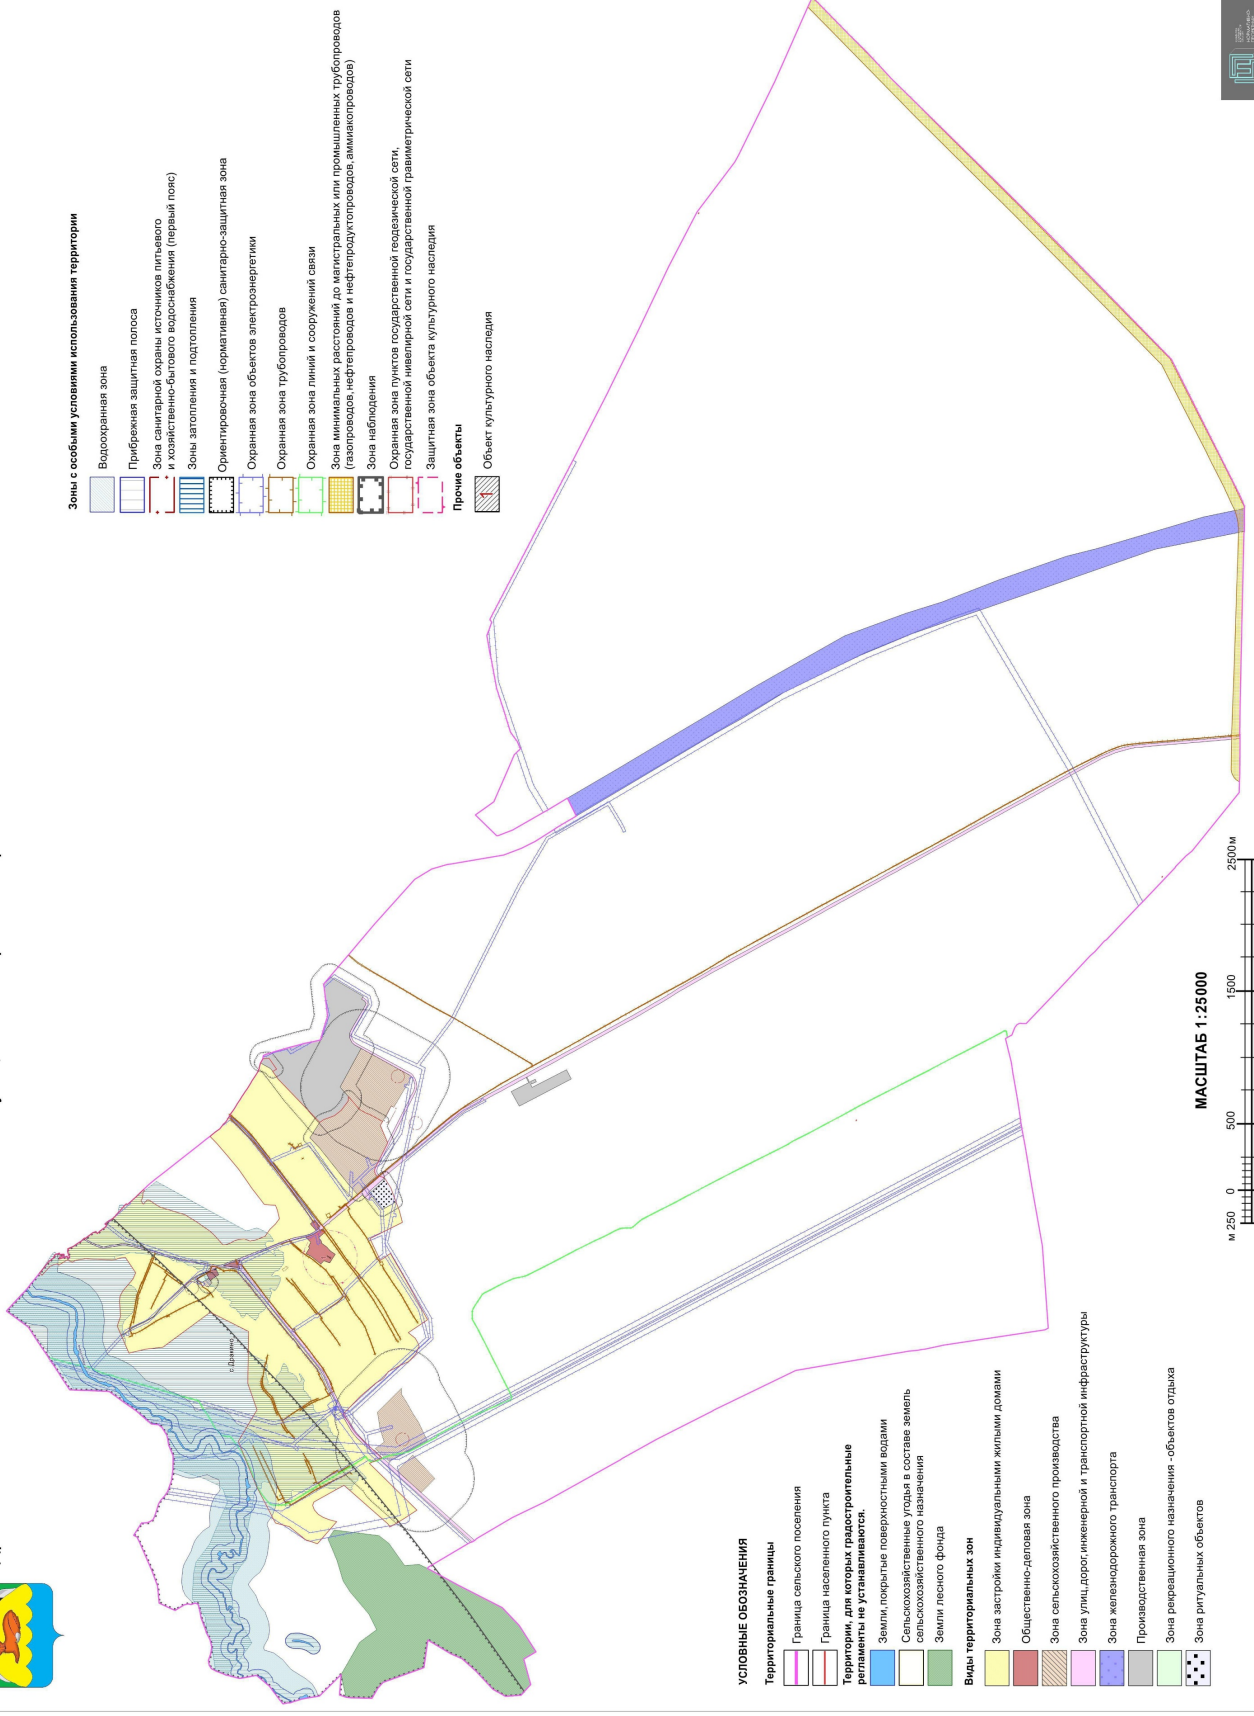 УСЛОВНЫЕ ОБОЗНАЧЕНИЯ
Территориальные границы
Граница сельского поселения
Граница населенного пункта
Территории, для которых градостроительные
регламенты не устанавливаются.
Земли, покрытые поверхностными водами
Сельскохозяйственные угодья в составе земель
сельскохозяйственного назначения
Земли лесного фонда
Виды территориальных зон
Зона застройки индивидуальными жилыми домами
Общественно-деловая зона
Зона сельскохозяйственного производства
Зона улиц, дорог, инженерной и транспортной инфраструктуры
Зона железнодорожного транспорта
Производственная зона
Зона рекреационного назначения - объектов отдыха
Зона ритуальных объектов
с.Дракино
МАСШТАБ 1:25000
м 250 0 500 1500 2500м
Зоны с особыми условиями использования территории
Водоохранная зона
Прибрежная защитная полоса
Зона санитарной охраны источников питьевого
и хозяйственно-бытового водоснабжения (первый пояс)
Зоны затопления и подтопления
Ориентировочная (нормативная) санитарно-защитная зона
Охранная зона объектов электроэнергетики
Охранная зона трубопроводов
Охранная зона линий и сооружений связи
Зона минимальных расстояний до магистральных или промышленных трубопроводов
(газопроводов, нефтепроводов и нефтепродуктопроводов, аммиакопроводов)
Зона наблюдения
Охранная зона пунктов государственной геодезической сети,
государственной нивелирной сети и государственной гравиметрической сети
Защитная зона объекта культурного наследия
Прочие объекты
1
Объект культурного наследия